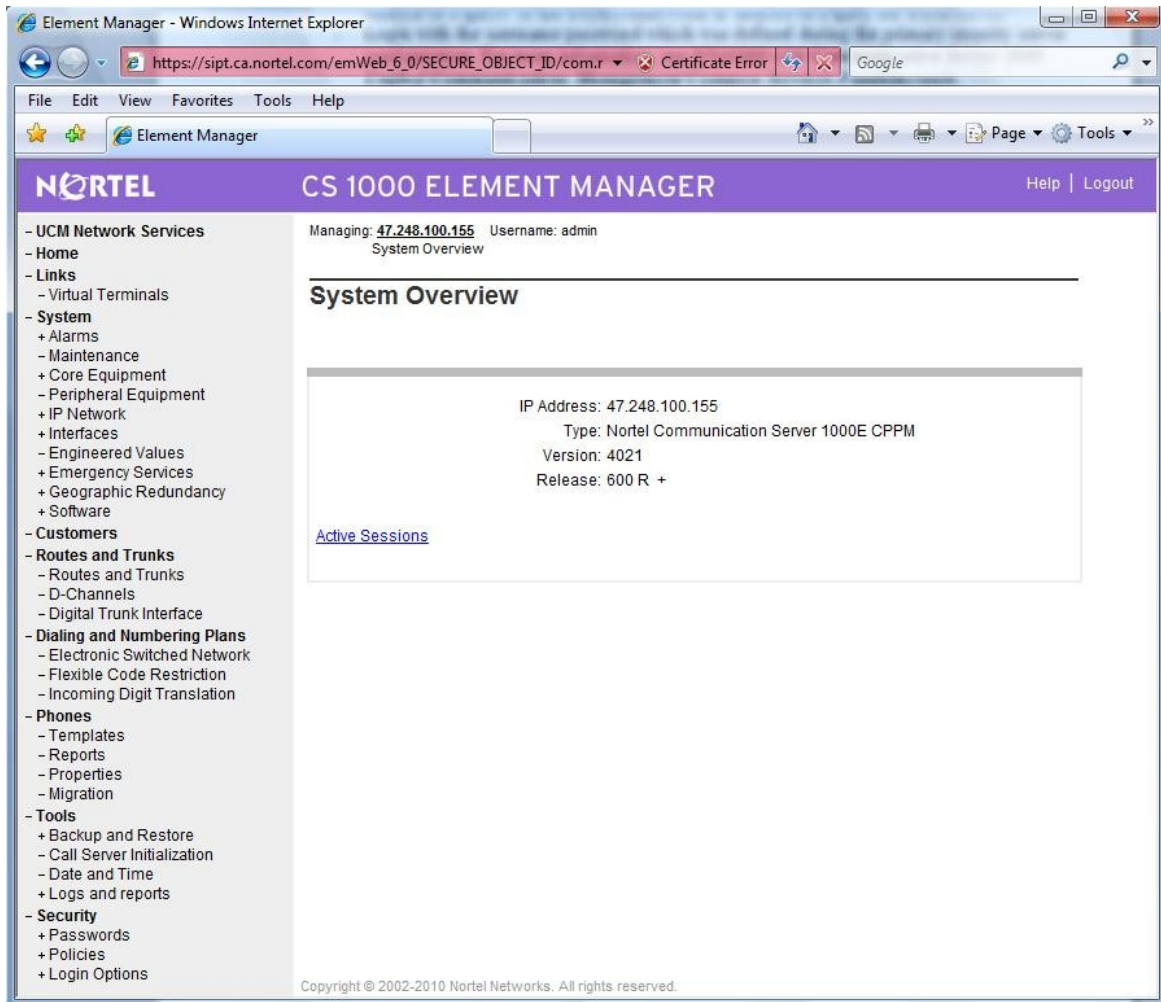 Element Manager - Windows Internet Explorer
https://sipt.ca.nortel.com/emWeb_6_0/SECURE_OBJECT_ID/com.r
Certificate Error
Google
File Edit View Favorites Tools Help
Element Manager
Page
Tools
NORTEL
CS 1000 ELEMENT MANAGER
Help | Logout
- UCM Network Services
- Home
- Links
- Virtual Terminals
- System
+ Alarms
- Maintenance
+ Core Equipment
- Peripheral Equipment
+ IP Network
+ Interfaces
- Engineered Values
+ Emergency Services
+ Geographic Redundancy
+ Software
- Customers
- Routes and Trunks
- Routes and Trunks
- D-Channels
- Digital Trunk Interface
- Dialing and Numbering Plans
- Electronic Switched Network
- Flexible Code Restriction
- Incoming Digit Translation
- Phones
- Templates
- Reports
- Properties
- Migration
- Tools
+ Backup and Restore
- Call Server Initialization
- Date and Time
+ Logs and reports
- Security
+ Passwords
+ Policies
+ Login Options
Managing: 47.248.100.155 Username: admin
System Overview
System Overview
IP Address: 47.248.100.155
Type: Nortel Communication Server 1000E CPPM
Version: 4021
Release: 600 R +
Active Sessions
Copyright © 2002-2010 Nortel Networks. All rights reserved.